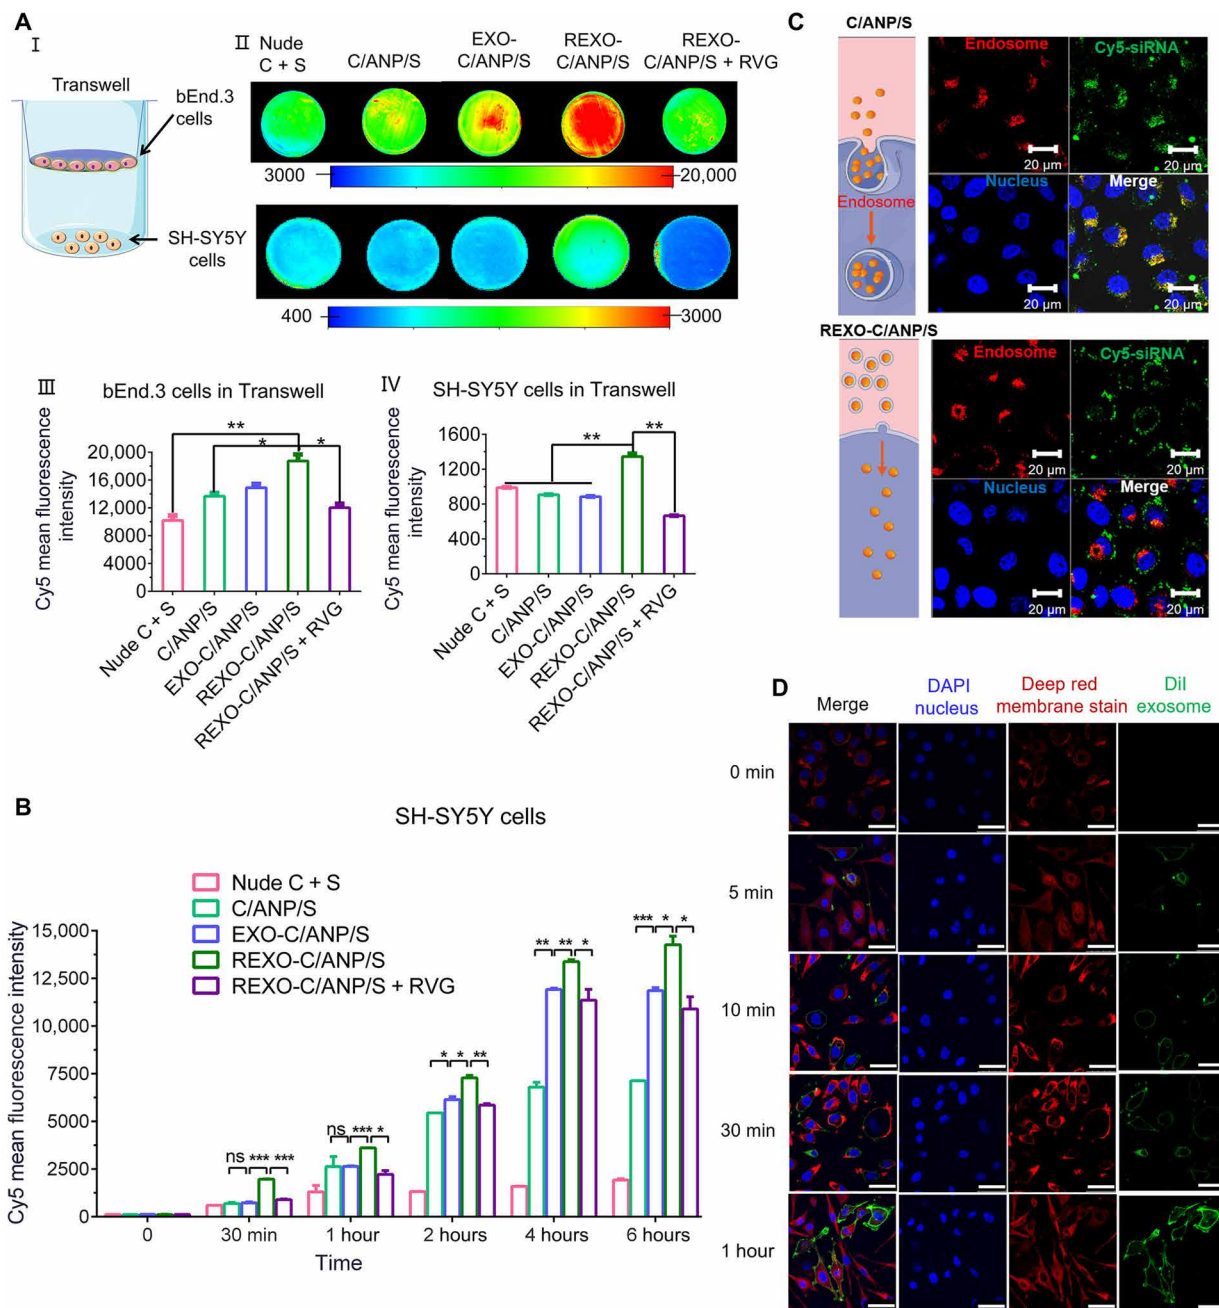 A
I
Transwell
bEnd.3
cells
SH-SY5Y
cells
II
Nude
C + S
C/ANP/S
EXO-
C/ANP/S
REXO-
C/ANP/S
REXO-
C/ANP/S + RVG
3000
20,000
400
3000
III
bEnd.3 cells in Transwell
Cy5 mean fluorescence
intensity
20,000
16,000
12,000
8000
4000
0
**
*
*
Nude C + S
C/ANP/S
EXO-C/ANP/S
REXO-C/ANP/S
REXO-C/ANP/S + RVG
IV
SH-SY5Y cells in Transwell
Cy5 mean fluorescence
intensity
1600
1200
800
400
0
**
**
Nude C + S
C/ANP/S
EXO-C/ANP/S
REXO-C/ANP/S
REXO-C/ANP/S + RVG
B
SH-SY5Y cells
Nude C + S
C/ANP/S
EXO-C/ANP/S
REXO-C/ANP/S
REXO-C/ANP/S + RVG
Cy5 mean fluorescence intensity
15,000
12,500
10,000
7500
5000
2500
0
ns *** ***
ns *** *
* * **
** ** *
*** * *
0
30 min
1 hour
2 hours
4 hours
6 hours
Time
C
C/ANP/S
Endosome
Endosome
Cy5-siRNA
20 µm
20 µm
Nucleus
Merge
20 µm
20 µm
REXO-C/ANP/S
Endosome
Cy5-siRNA
20 µm
20 µm
Nucleus
Merge
20 µm
20 µm
D
Merge
DAPI
nucleus
Deep red
membrane stain
Dil
exosome
0 min
5 min
10 min
30 min
1 hour